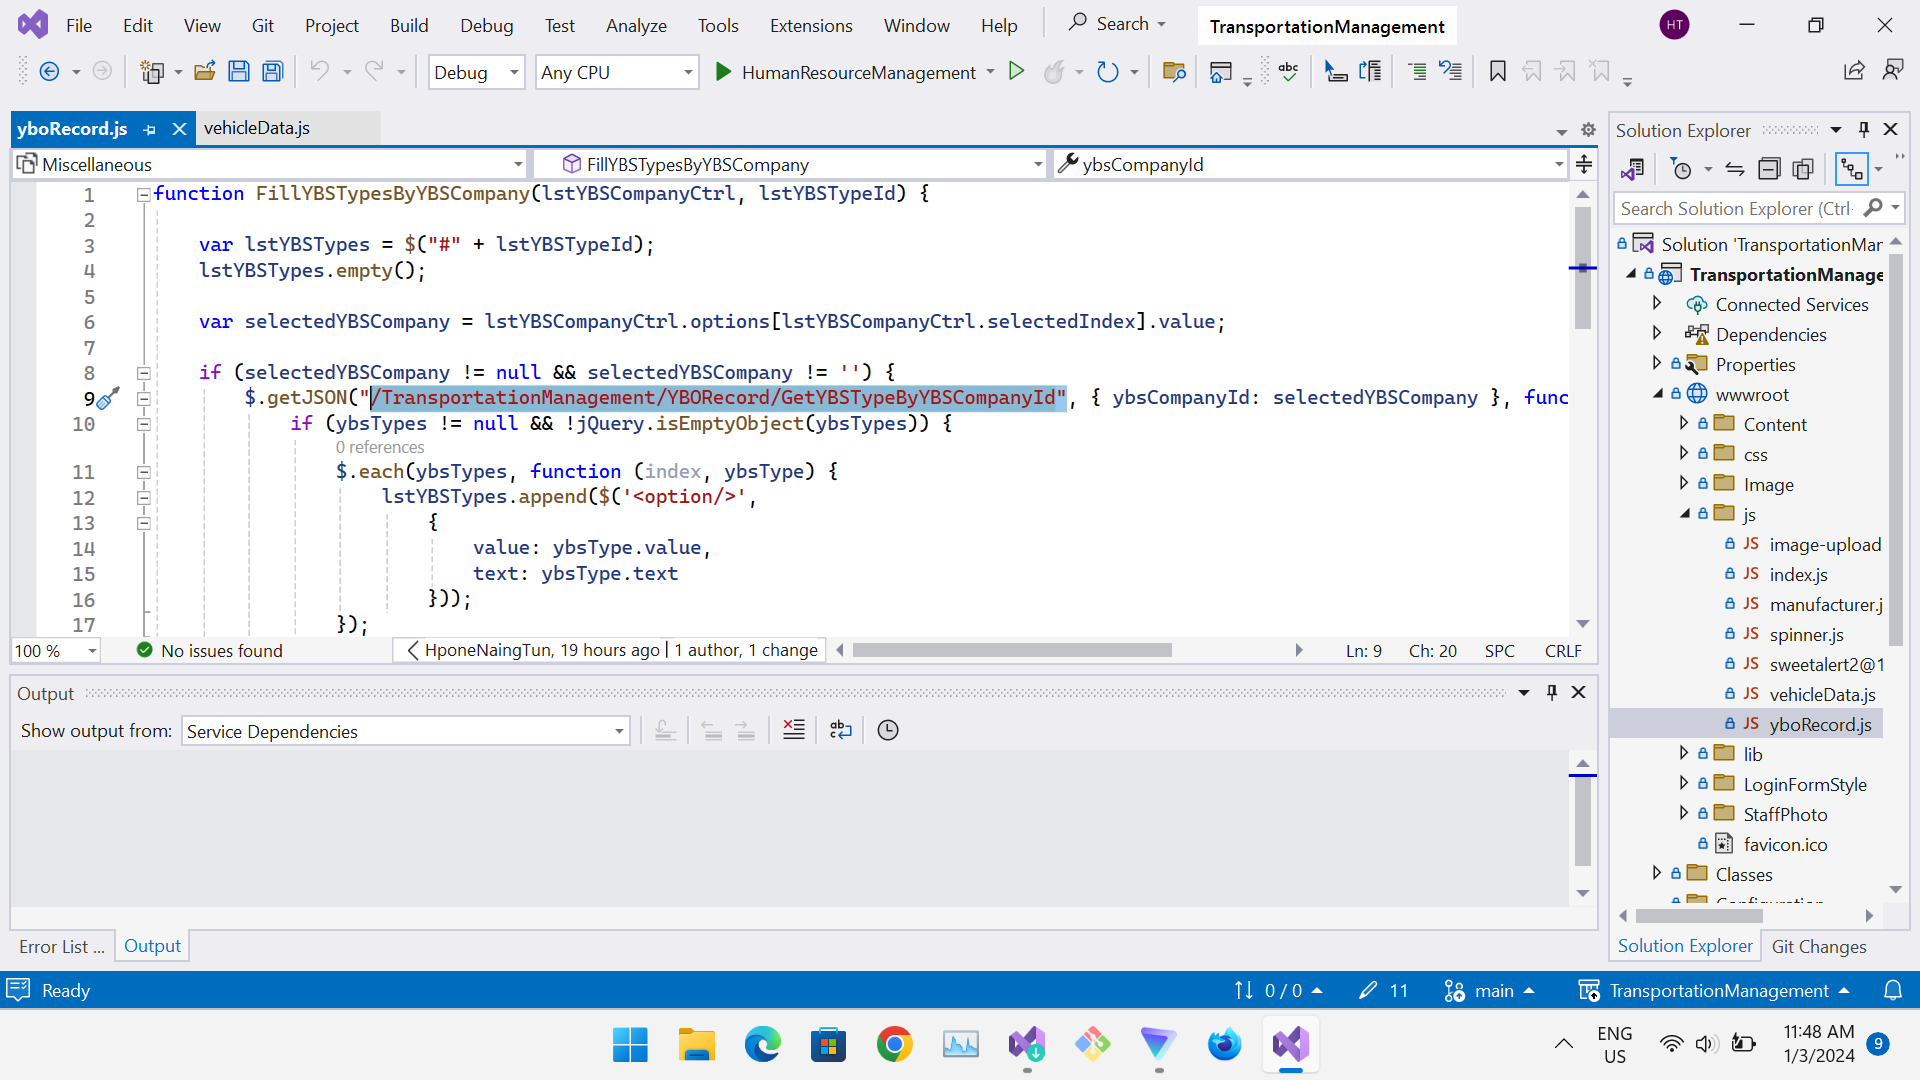 File Edit View Git Project Build Debug Test Analyze Tools Extensions Window Help Search TransportationManagement HT
Debug Any CPU HumanResourceManagement abc
yboRecord.js vehicleData.js
Miscellaneous FillYBSTypesByYBSCompany ybsCompanyId
1 function FillYBSTypesByYBSCompany(lstYBSCompanyCtrl, lstYBSTypeId) {
2
3 var lstYBSTypes = $("#" + lstYBSTypeId);
4 lstYBSTypes.empty();
5
6 var selectedYBSCompany = lstYBSCompanyCtrl.options[lstYBSCompanyCtrl.selectedIndex].value;
7
8 if (selectedYBSCompany != null && selectedYBSCompany != '') {
9 $.getJSON("/TransportationManagement/YBORecord/GetYBSTypeByYBSCompanyId", { ybsCompanyId: selectedYBSCompany }, func
10 if (ybsTypes != null && !jQuery.isEmptyObject(ybsTypes)) {
0 references
11 $.each(ybsTypes, function (index, ybsType) {
12 lstYBSTypes.append($('<option/>',
13 {
14 value: ybsType.value,
15 text: ybsType.text
16 }));
17 });
100 % No issues found HponeNaingTun, 19 hours ago | 1 author, 1 change Ln: 9 Ch: 20 SPC CRLF
Output
Show output from: Service Dependencies
Error List ... Output
Solution Explorer
Search Solution Explorer (Ctrl
Solution 'TransportationMar
TransportationManage
Connected Services
Dependencies
Properties
wwwroot
Content
css
Image
js
JS image-upload
JS index.js
JS manufacturer.j
JS spinner.js
JS sweetalert2@1
JS vehicleData.js
JS yboRecord.js
lib
LoginFormStyle
StaffPhoto
favicon.ico
Classes
Solution Explorer Git Changes
Ready 0 / 0 11 main TransportationManagement
ENG US 11:48 AM 1/3/2024 9